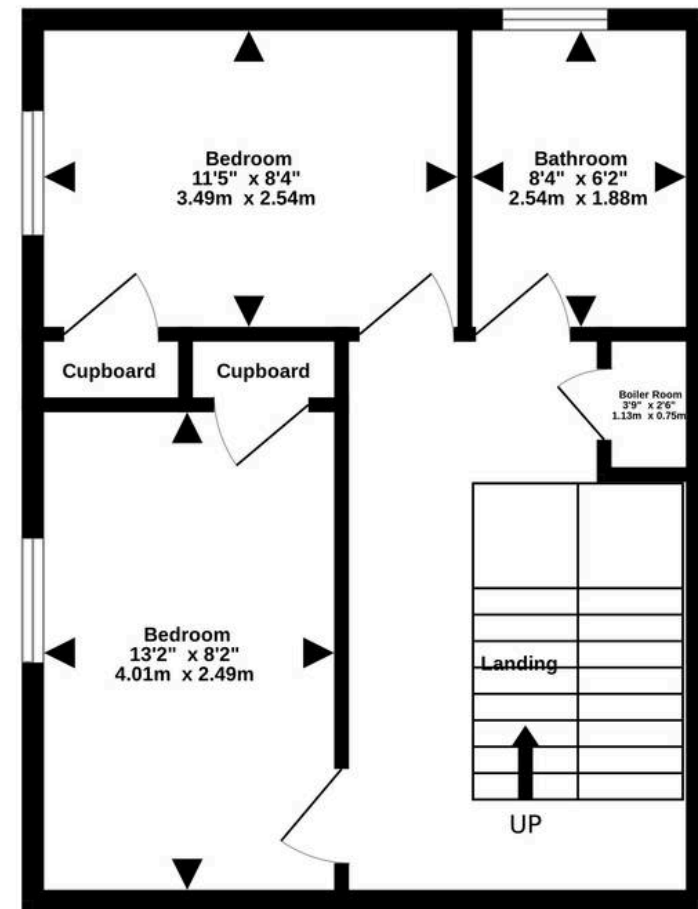 Bedroom
11'5" x 8'4"
3.49m x 2.54m
Bathroom
8'4" x 6'2"
2.54m x 1.88m
Cupboard
Cupboard
Boiler Room
3'9" x 2'6"
1.13m x 0.75m
Bedroom
13'2" x 8'2"
4.01m x 2.49m
Landing
UP